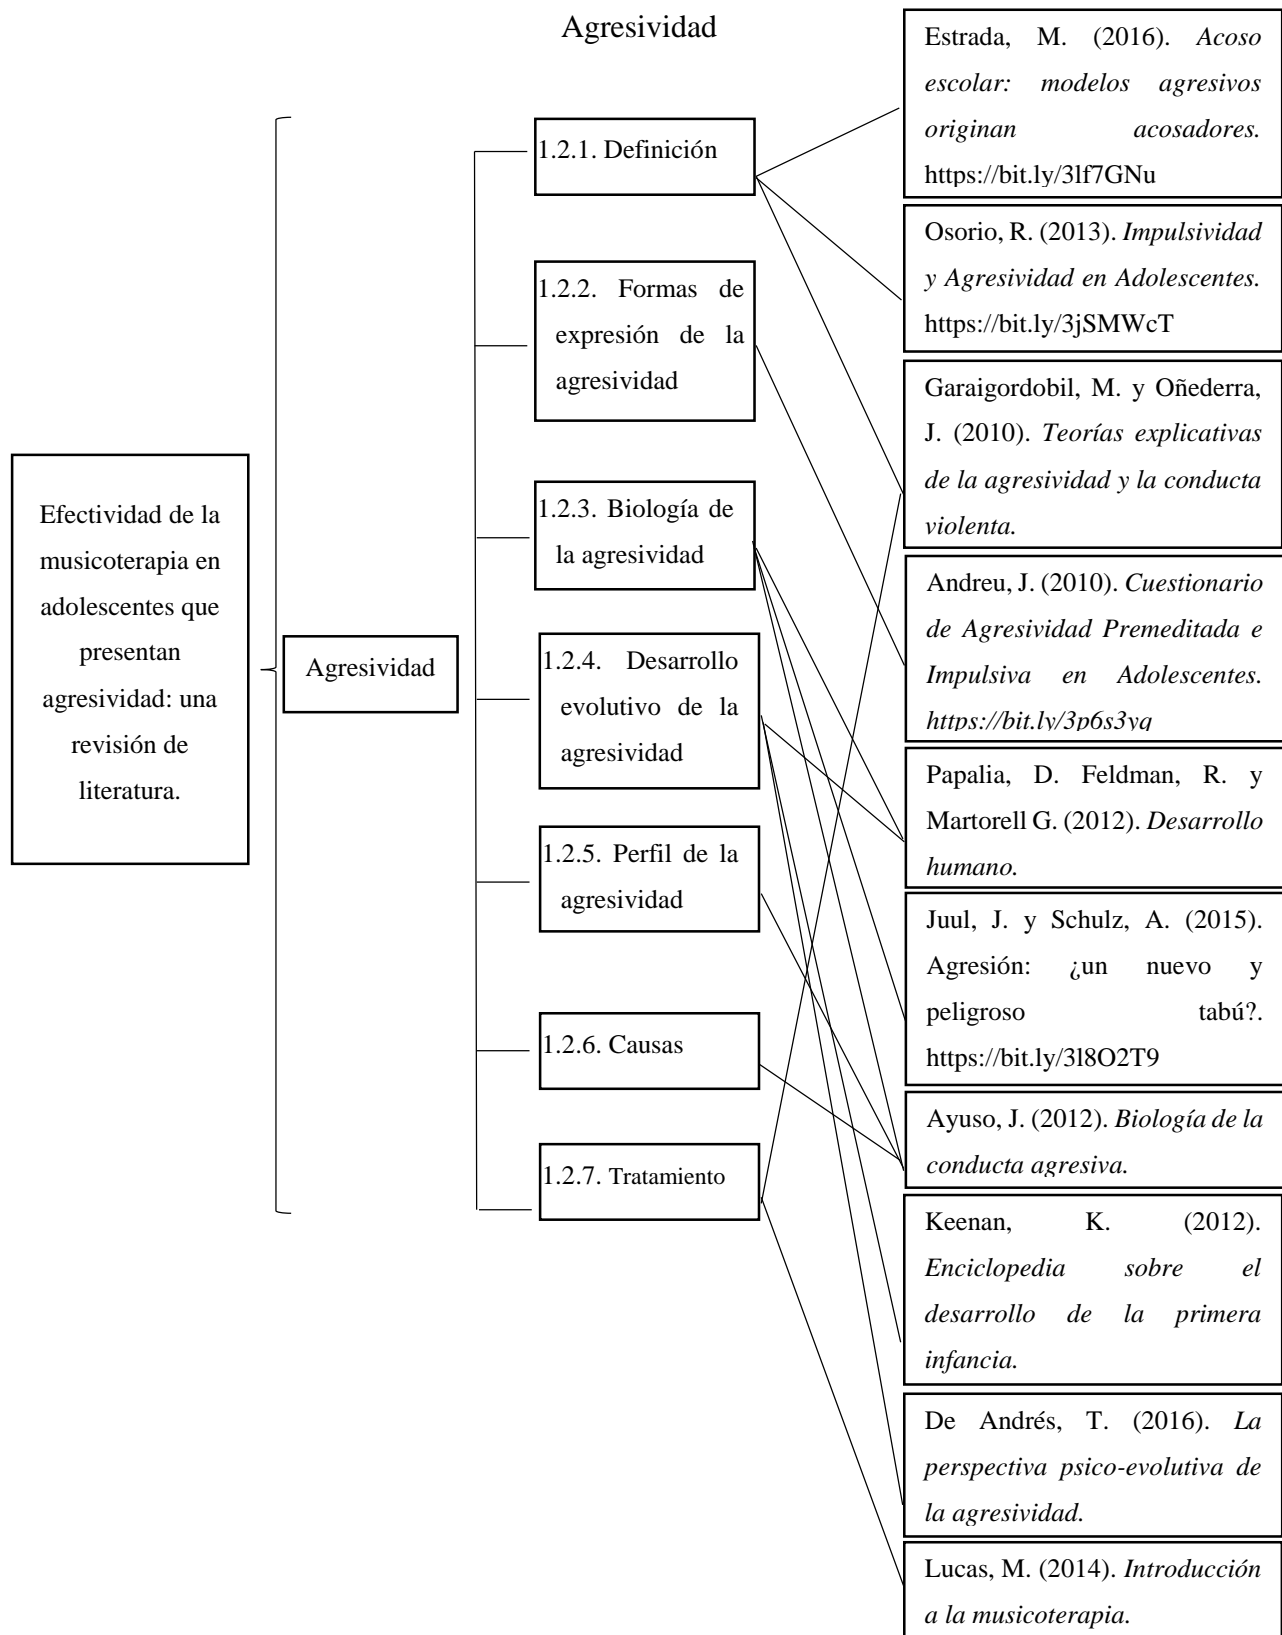 Agresividad
Efectividad de la
musicoterapia en
adolescentes que
presentan
agresividad: una
revisión de
literatura.
Agresividad
1.2.1. Definición
1.2.2. Formas de
expresión de la
agresividad
1.2.3. Biología de
la agresividad
1.2.4. Desarrollo
evolutivo de la
agresividad
1.2.5. Perfil de la
agresividad
1.2.6. Causas
1.2.7. Tratamiento
Estrada, M. (2016). Acoso
escolar: modelos agresivos
originan acosadores.
https://bit.ly/3lf7GNu
Osorio, R. (2013). Impulsividad
y Agresividad en Adolescentes.
https://bit.ly/3jSMWcT
Garaigordobil, M. y Oñederra,
J. (2010). Teorías explicativas
de la agresividad y la conducta
violenta.
Andreu, J. (2010). Cuestionario
de Agresividad Premeditada e
Impulsiva en Adolescentes.
https://bit.ly/3p6s3yq
Papalia, D. Feldman, R. y
Martorell G. (2012). Desarrollo
humano.
Juul, J. y Schulz, A. (2015).
Agresión: ¿un nuevo y
peligroso tabú?.
https://bit.ly/3l8O2T9
Ayuso, J. (2012). Biología de la
conducta agresiva.
Keenan, K. (2012).
Enciclopedia sobre el
desarrollo de la primera
infancia.
De Andrés, T. (2016). La
perspectiva psico-evolutiva de
la agresividad.
Lucas, M. (2014). Introducción
a la musicoterapia.